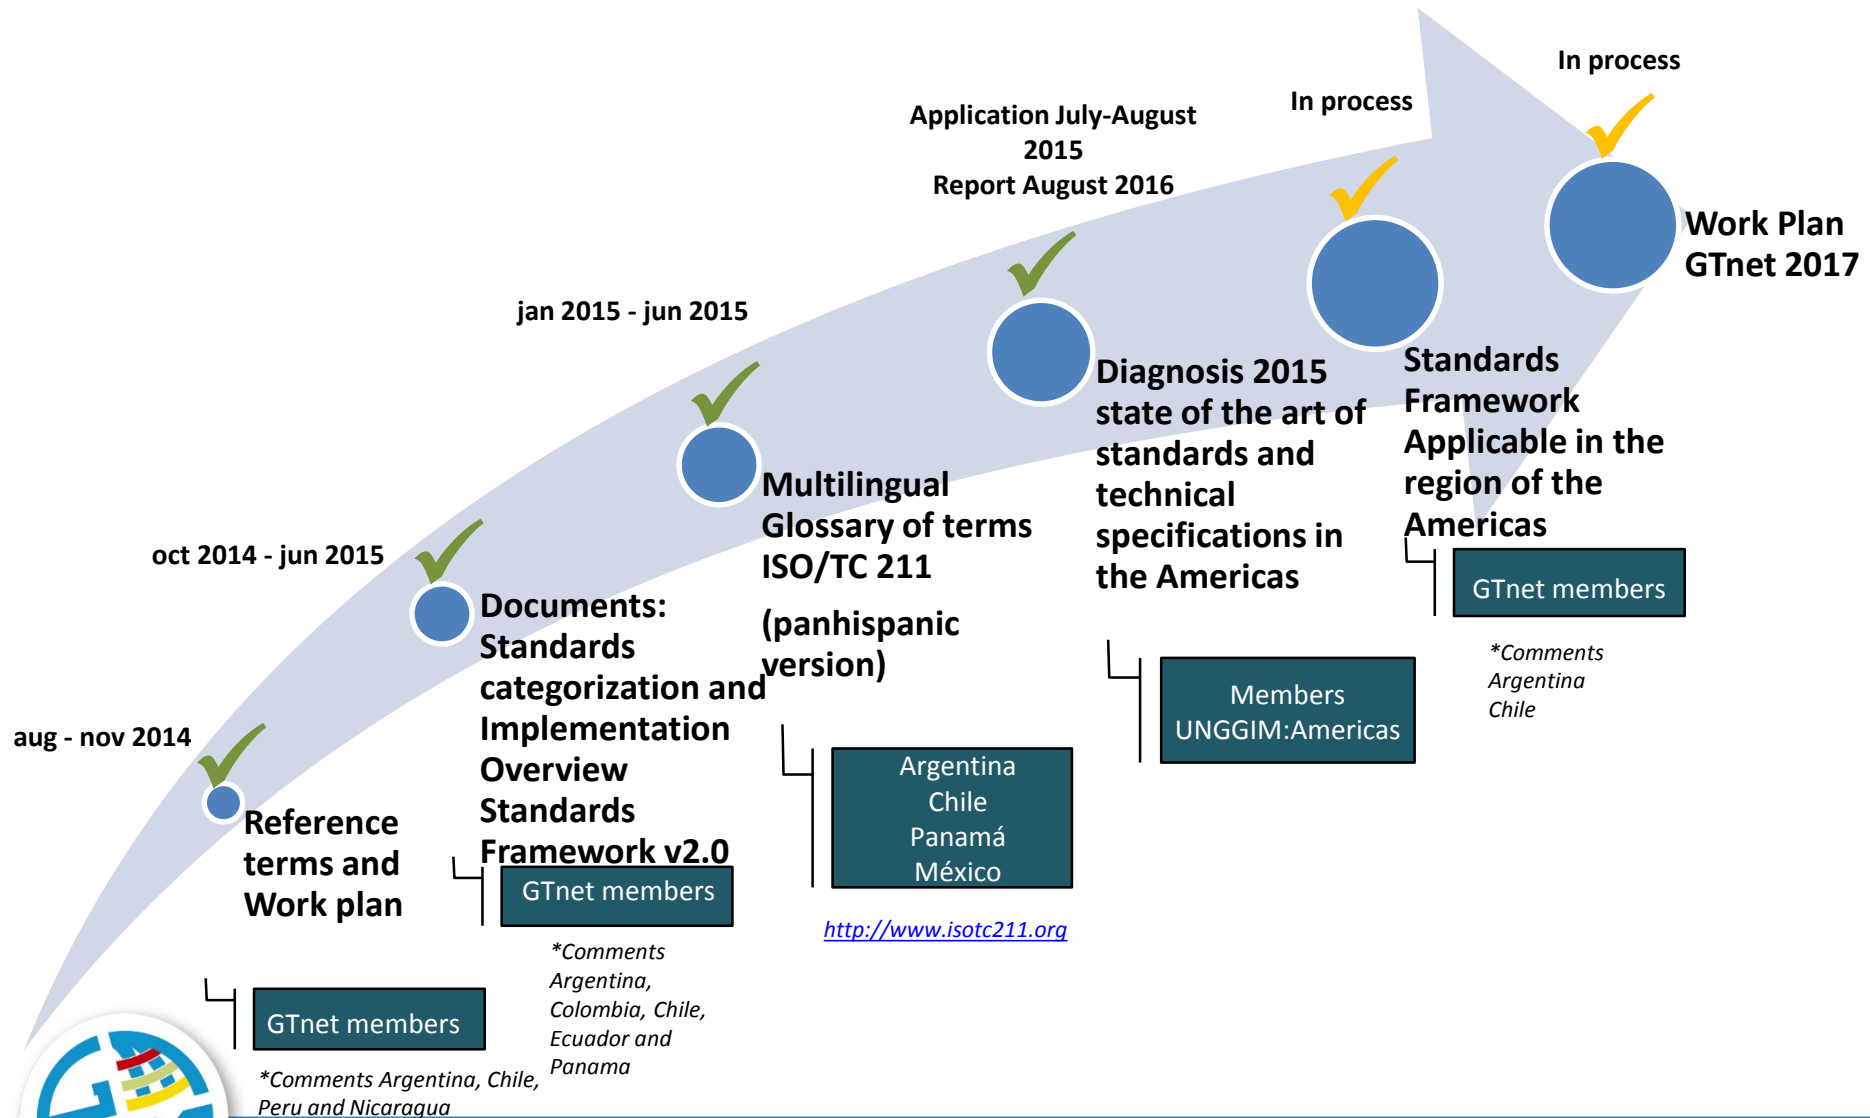 aug - nov 2014
Reference
terms and
Work plan
GTnet members
*Comments Argentina, Chile,
Peru and Nicaragua
oct 2014 - jun 2015
Documents:
Standards
categorization and
Implementation
Overview
Standards
Framework v2.0
GTnet members
*Comments
Argentina,
Colombia, Chile,
Ecuador and
Panama
jan 2015 - jun 2015
Multilingual
Glossary of terms
ISO/TC 211
(panhispanic
version)
Argentina
Chile
Panamá
México
http://www.isotc211.org
Application July-August
2015
Report August 2016
Diagnosis 2015
state of the art of
standards and
technical
specifications in
the Americas
Members
UNGGIM:Americas
In process
Standards
Framework
Applicable in the
region of the
Americas
GTnet members
*Comments
Argentina
Chile
In process
Work Plan
GTnet 2017